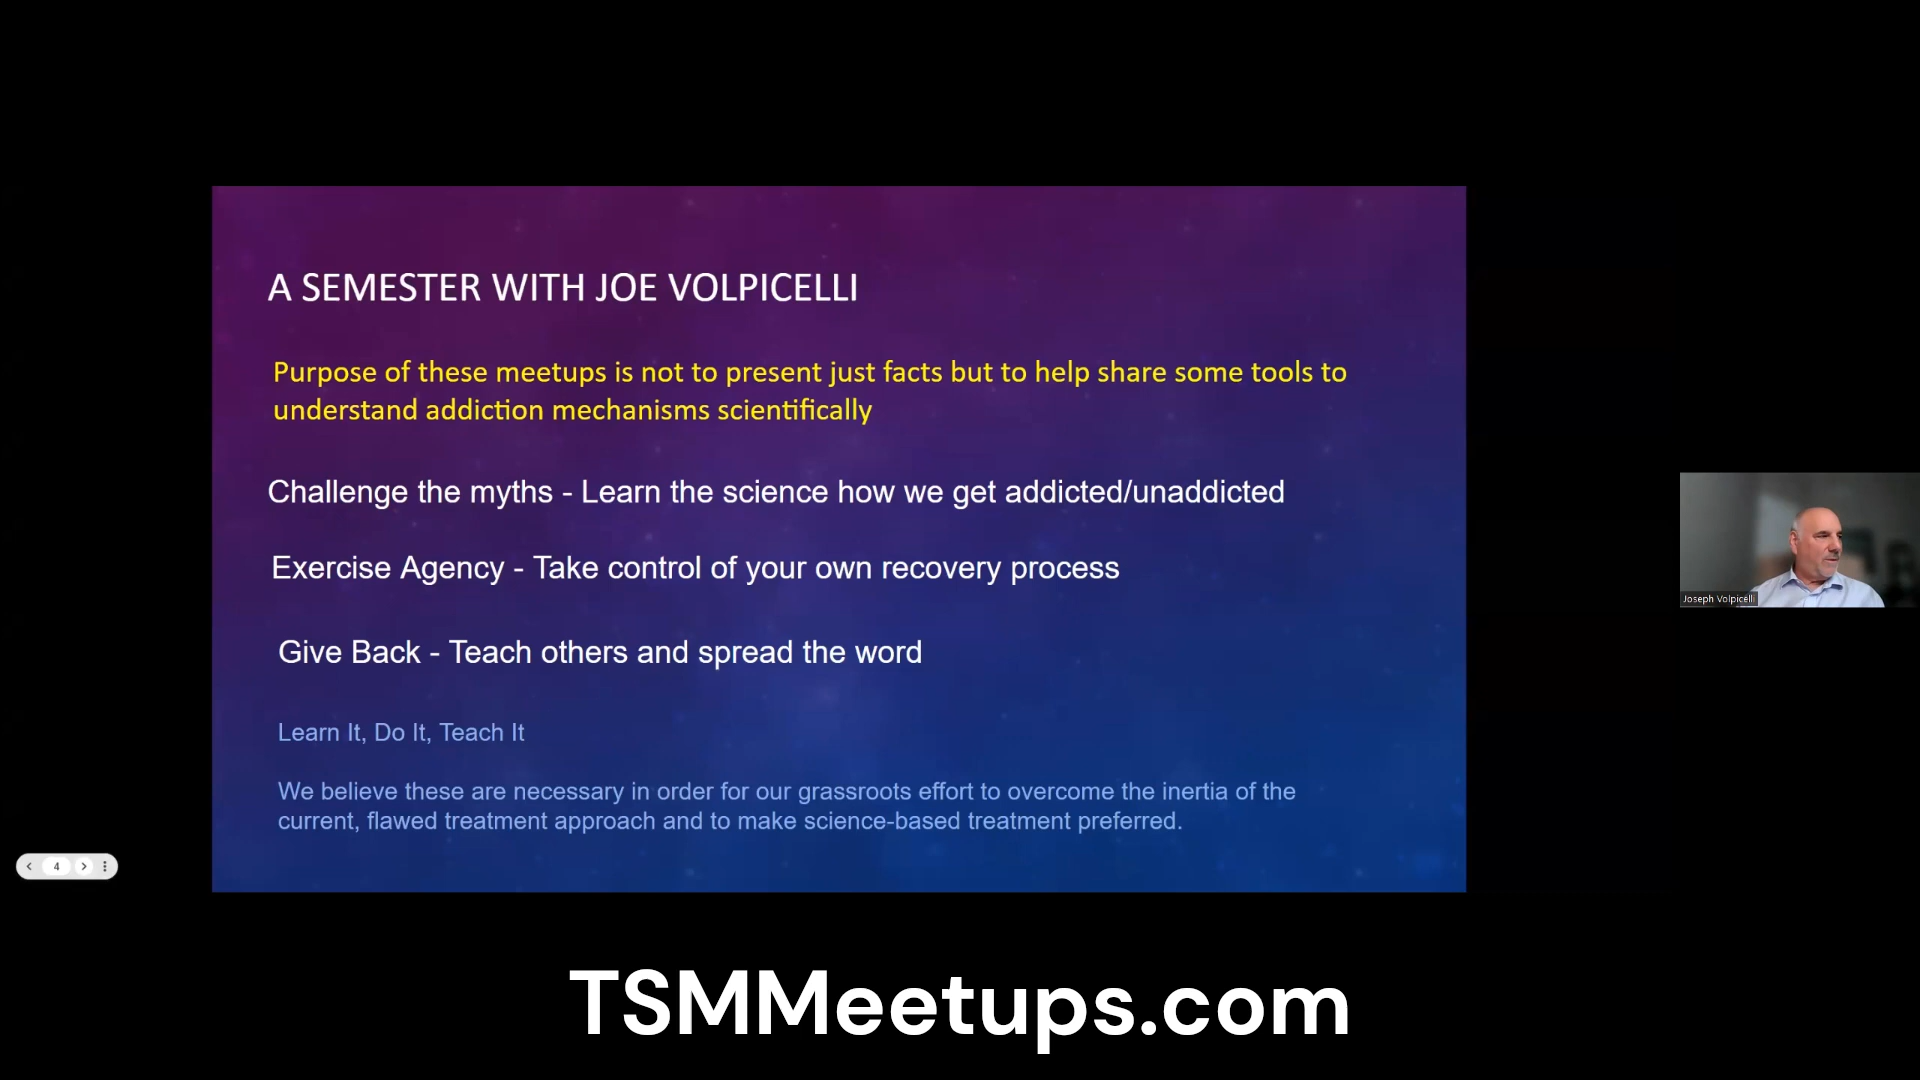 A SEMESTER WITH JOE VOLPICELLI
Purpose of these meetups is not to present just facts but to help share some tools to
understand addiction mechanisms scientifically
Challenge the myths - Learn the science how we get addicted/unaddicted
Exercise Agency - Take control of your own recovery process
Give Back - Teach others and spread the word
Learn It, Do It, Teach It
We believe these are necessary in order for our grassroots effort to overcome the inertia of the
current, flawed treatment approach and to make science-based treatment preferred.
Joseph Volpicelli
4
TSMMeetups.com